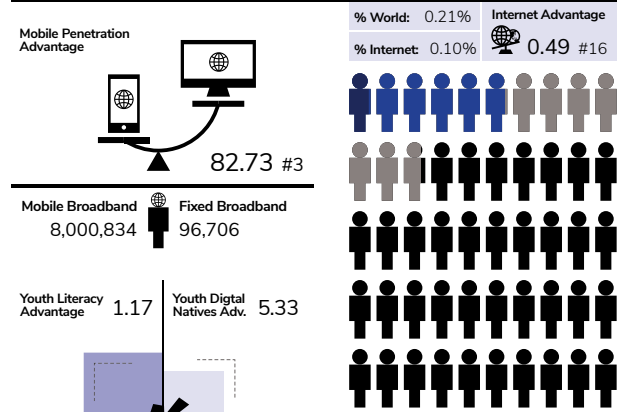 % World: 0.21%
Internet Advantage
% Internet: 0.10%
0.49 #16
Mobile Penetration
Advantage
82.73 #3
Mobile Broadband
8,000,834
Fixed Broadband
96,706
Youth Literacy
Advantage
1.17
Youth Digtal
Natives Adv.
5.33